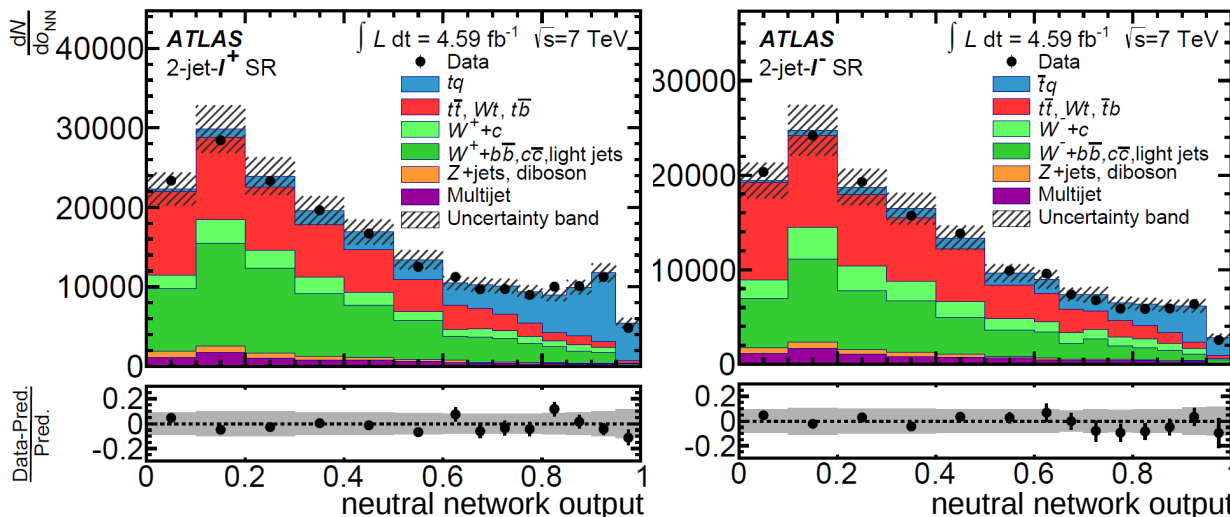 dN
do_NN
ATLAS
2-jet-l⁺ SR
∫ L dt = 4.59 fb⁻¹ √s=7 TeV
Data
tq
tt̅, Wt, tb̅
W⁺+c
W⁺+bb̅,cc̅,light jets
Z+jets, diboson
Multijet
Uncertainty band
40000
30000
20000
10000
0
Data-Pred.
Pred.
0.2
0
-0.2
0 0.2 0.4 0.6 0.8 1
neutral network output
ATLAS
2-jet-l⁻ SR
∫ L dt = 4.59 fb⁻¹ √s=7 TeV
Data
t̅q
tt̅, Wt, t̅b
W⁻+c
W⁻+bb̅,cc̅,light jets
Z+jets, diboson
Multijet
Uncertainty band
30000
20000
10000
0
0.2
0
-0.2
0 0.2 0.4 0.6 0.8 1
neutral network output